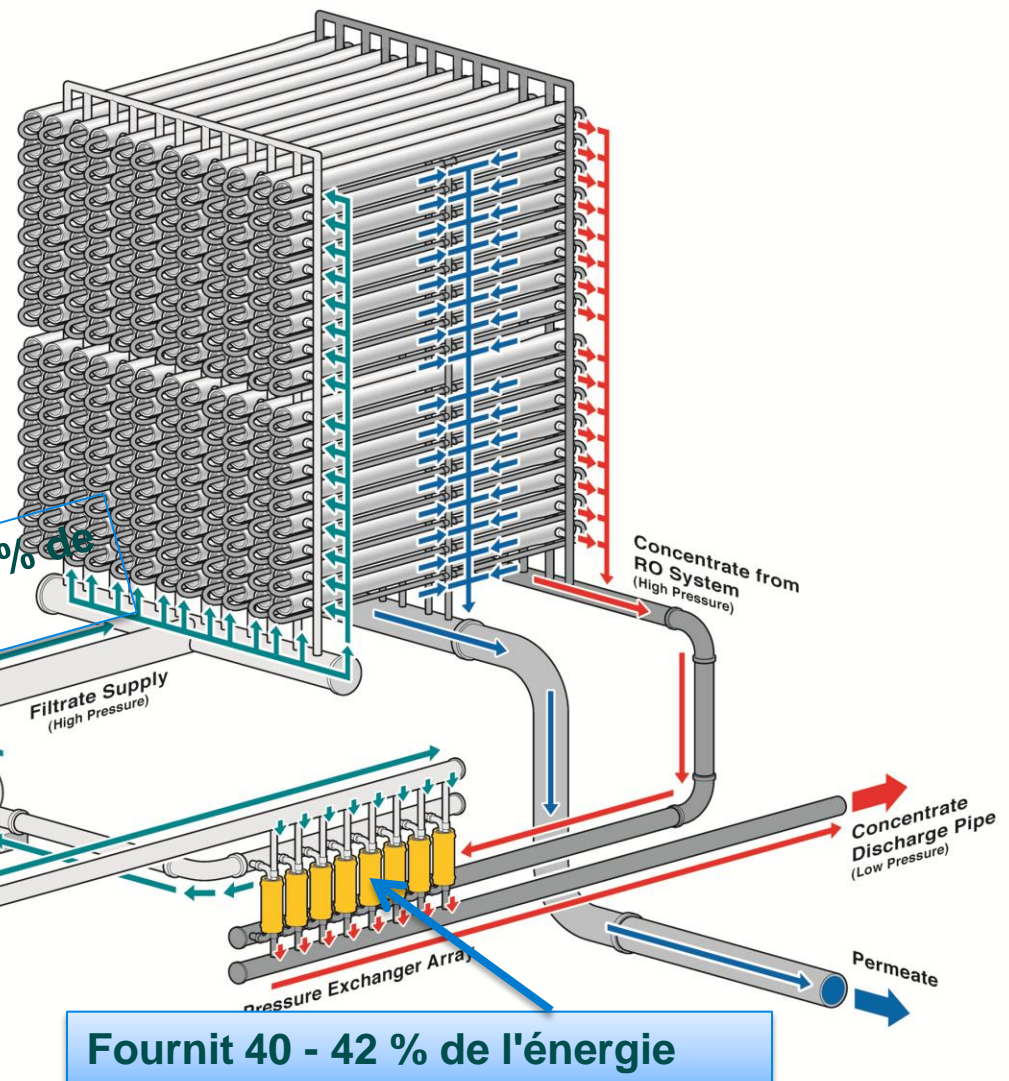 % de
Concentrate from
RO System
(High Pressure)
Filtrate Supply
(High Pressure)
Concentrate
Discharge Pipe
(Low Pressure)
Pressure Exchanger Array
Permeate
Fournit 40 - 42 % de l'énergie